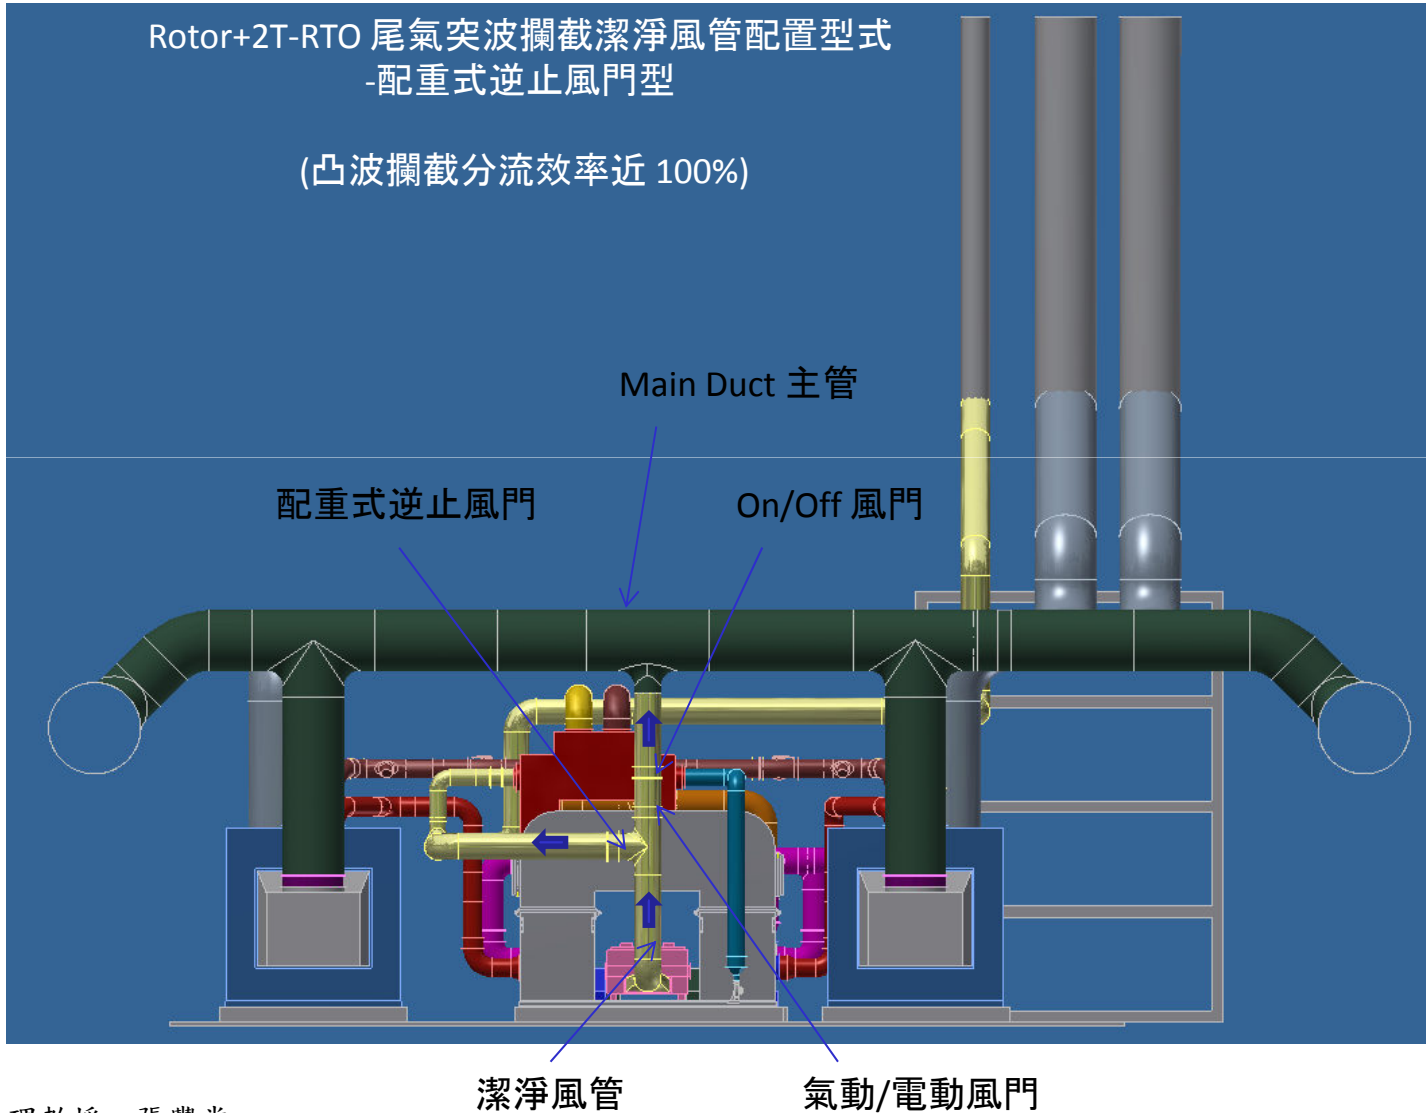 Rotor+2T-RTO 尾氣突波攔截潔淨風管配置型式
-配重式逆止風門型
(凸波攔截分流效率近 100%)
Main Duct 主管
配重式逆止風門
On/Off 風門
潔淨風管
氣動/電動風門